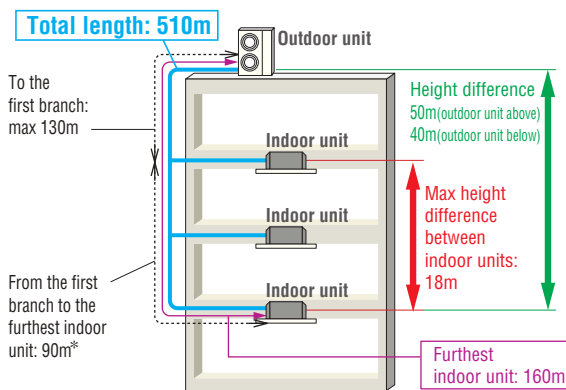 Total length: 510m
Outdoor unit
To the
first branch:
max 130m
Height difference
50m(outdoor unit above)
40m(outdoor unit below)
Indoor unit
Max height
difference
between
indoor units:
18m
Indoor unit
From the first
branch to the
furthest indoor
unit: 90m*
Indoor unit
Furthest
indoor unit: 160m